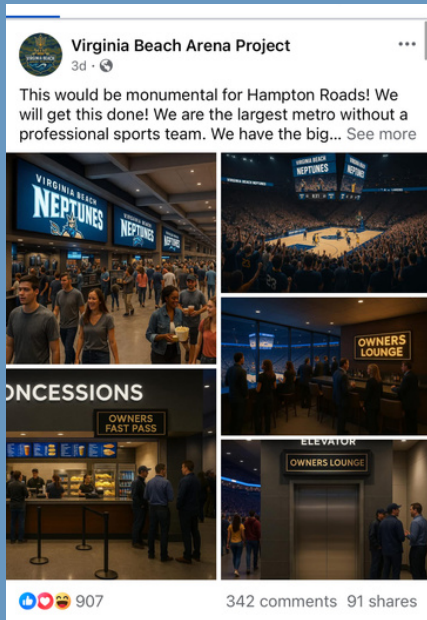 Virginia Beach Arena Project
3d
This would be monumental for Hampton Roads! We
will get this done! We are the largest metro without a
professional sports team. We have the big... See more
VIRGINIA BEACH
NEPTUNES
VIRGINIA BEACH
NEPTUNES
NEPTUNES
VIRGINIA BEACH
NEPTUNES
OWNERS
LOUNGE
ONCESSIONS
OWNERS
FAST PASS
ELEVATOR
OWNERS LOUNGE
907
342 comments 91 shares